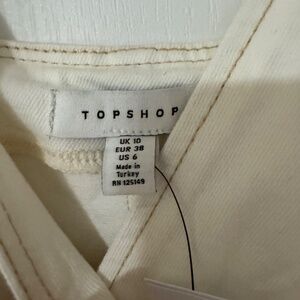 TOPSHOP
UK 10
EUR 38
US 6
Made in
Turkey
RN 125149